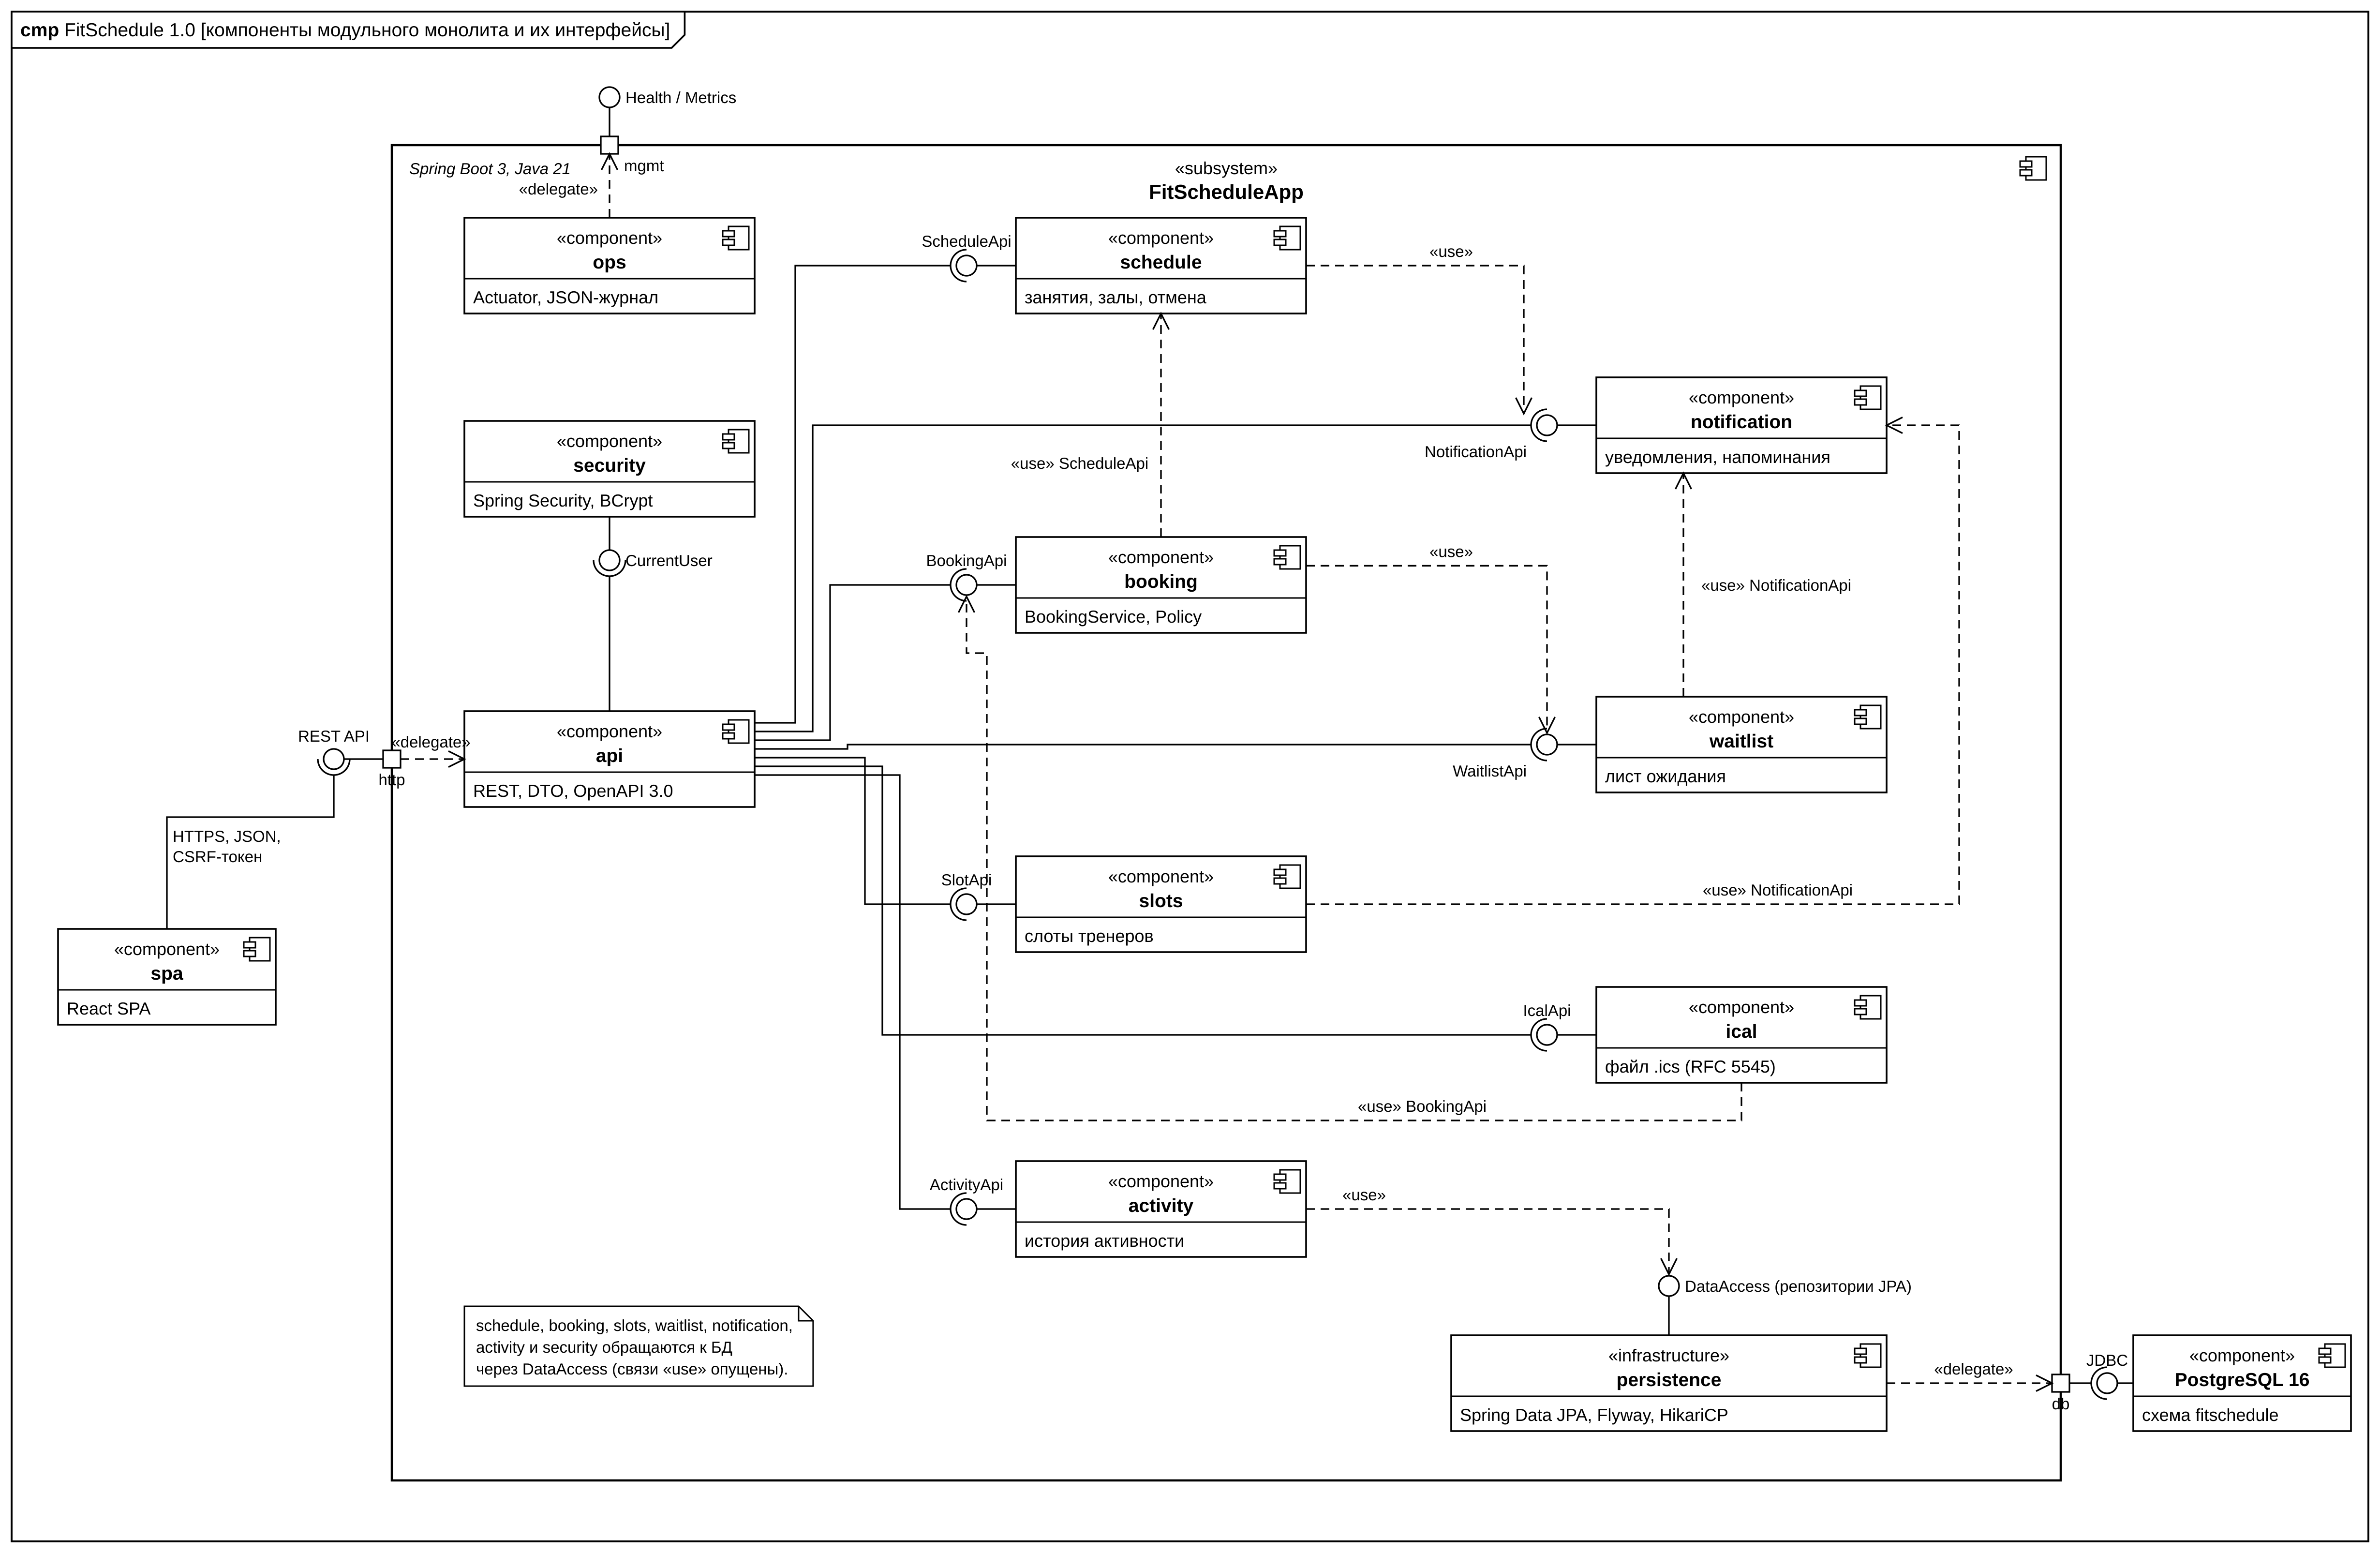 cmp FitSchedule 1.0 [компоненты модульного монолита и их интерфейсы]
Health / Metrics
mgmt
Spring Boot 3, Java 21
«delegate»
«subsystem»
FitScheduleApp
«component»
ops
Actuator, JSON-журнал
ScheduleApi
«component»
schedule
занятия, залы, отмена
«use»
«component»
notification
уведомления, напоминания
NotificationApi
«component»
security
Spring Security, BCrypt
CurrentUser
«use» ScheduleApi
BookingApi
«component»
booking
BookingService, Policy
«use»
«use» NotificationApi
REST API
«delegate»
http
«component»
api
REST, DTO, OpenAPI 3.0
«component»
waitlist
лист ожидания
WaitlistApi
HTTPS, JSON,
CSRF-токен
SlotApi
«component»
slots
слоты тренеров
«use» NotificationApi
«component»
spa
React SPA
IcalApi
«component»
ical
файл .ics (RFC 5545)
«use» BookingApi
ActivityApi
«component»
activity
история активности
«use»
DataAccess (репозитории JPA)
schedule, booking, slots, waitlist, notification,
activity и security обращаются к БД
через DataAccess (связи «use» опущены).
«infrastructure»
persistence
Spring Data JPA, Flyway, HikariCP
«delegate»
db
JDBC
«component»
PostgreSQL 16
схема fitschedule